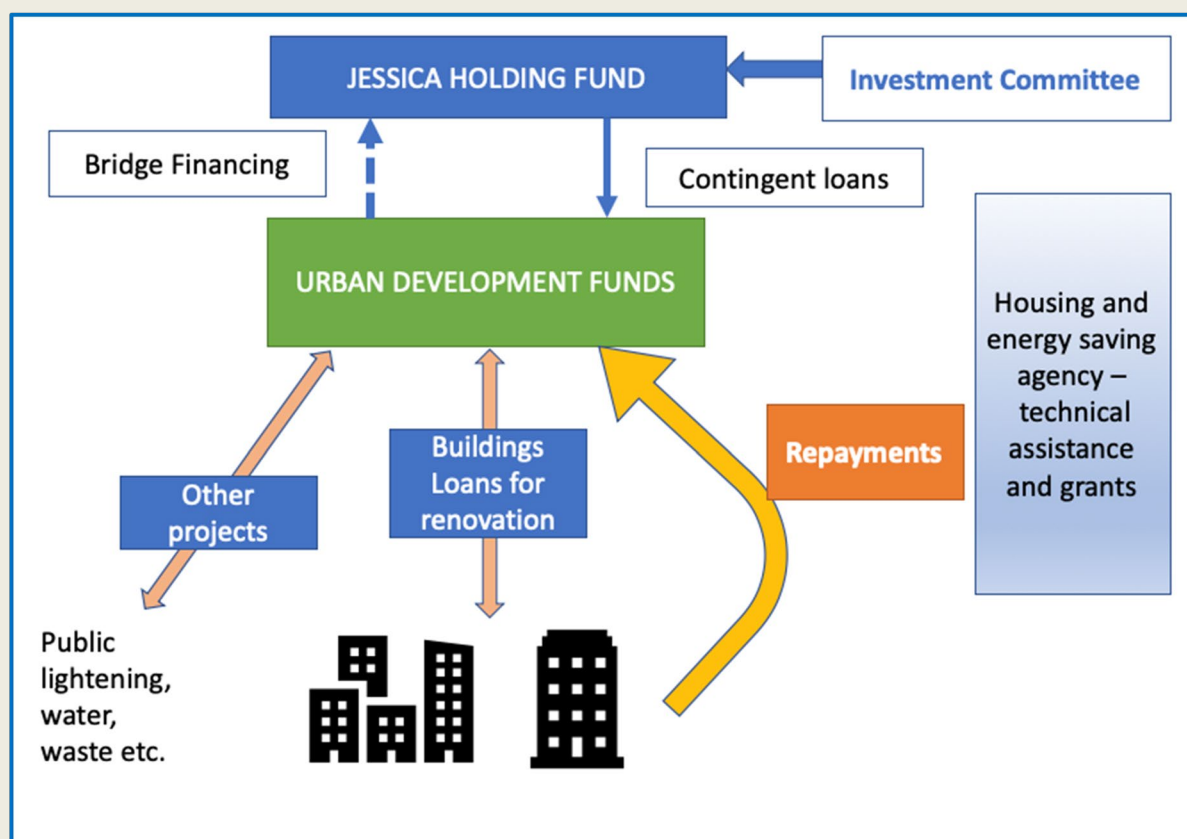 JESSICA HOLDING FUND
Investment Committee
Bridge Financing
Contingent loans
URBAN DEVELOPMENT FUNDS
Housing and
energy saving
agency –
technical
assistance
and grants
Repayments
Buildings
Loans for
renovation
Other
projects
Public
lightening,
water,
waste etc.